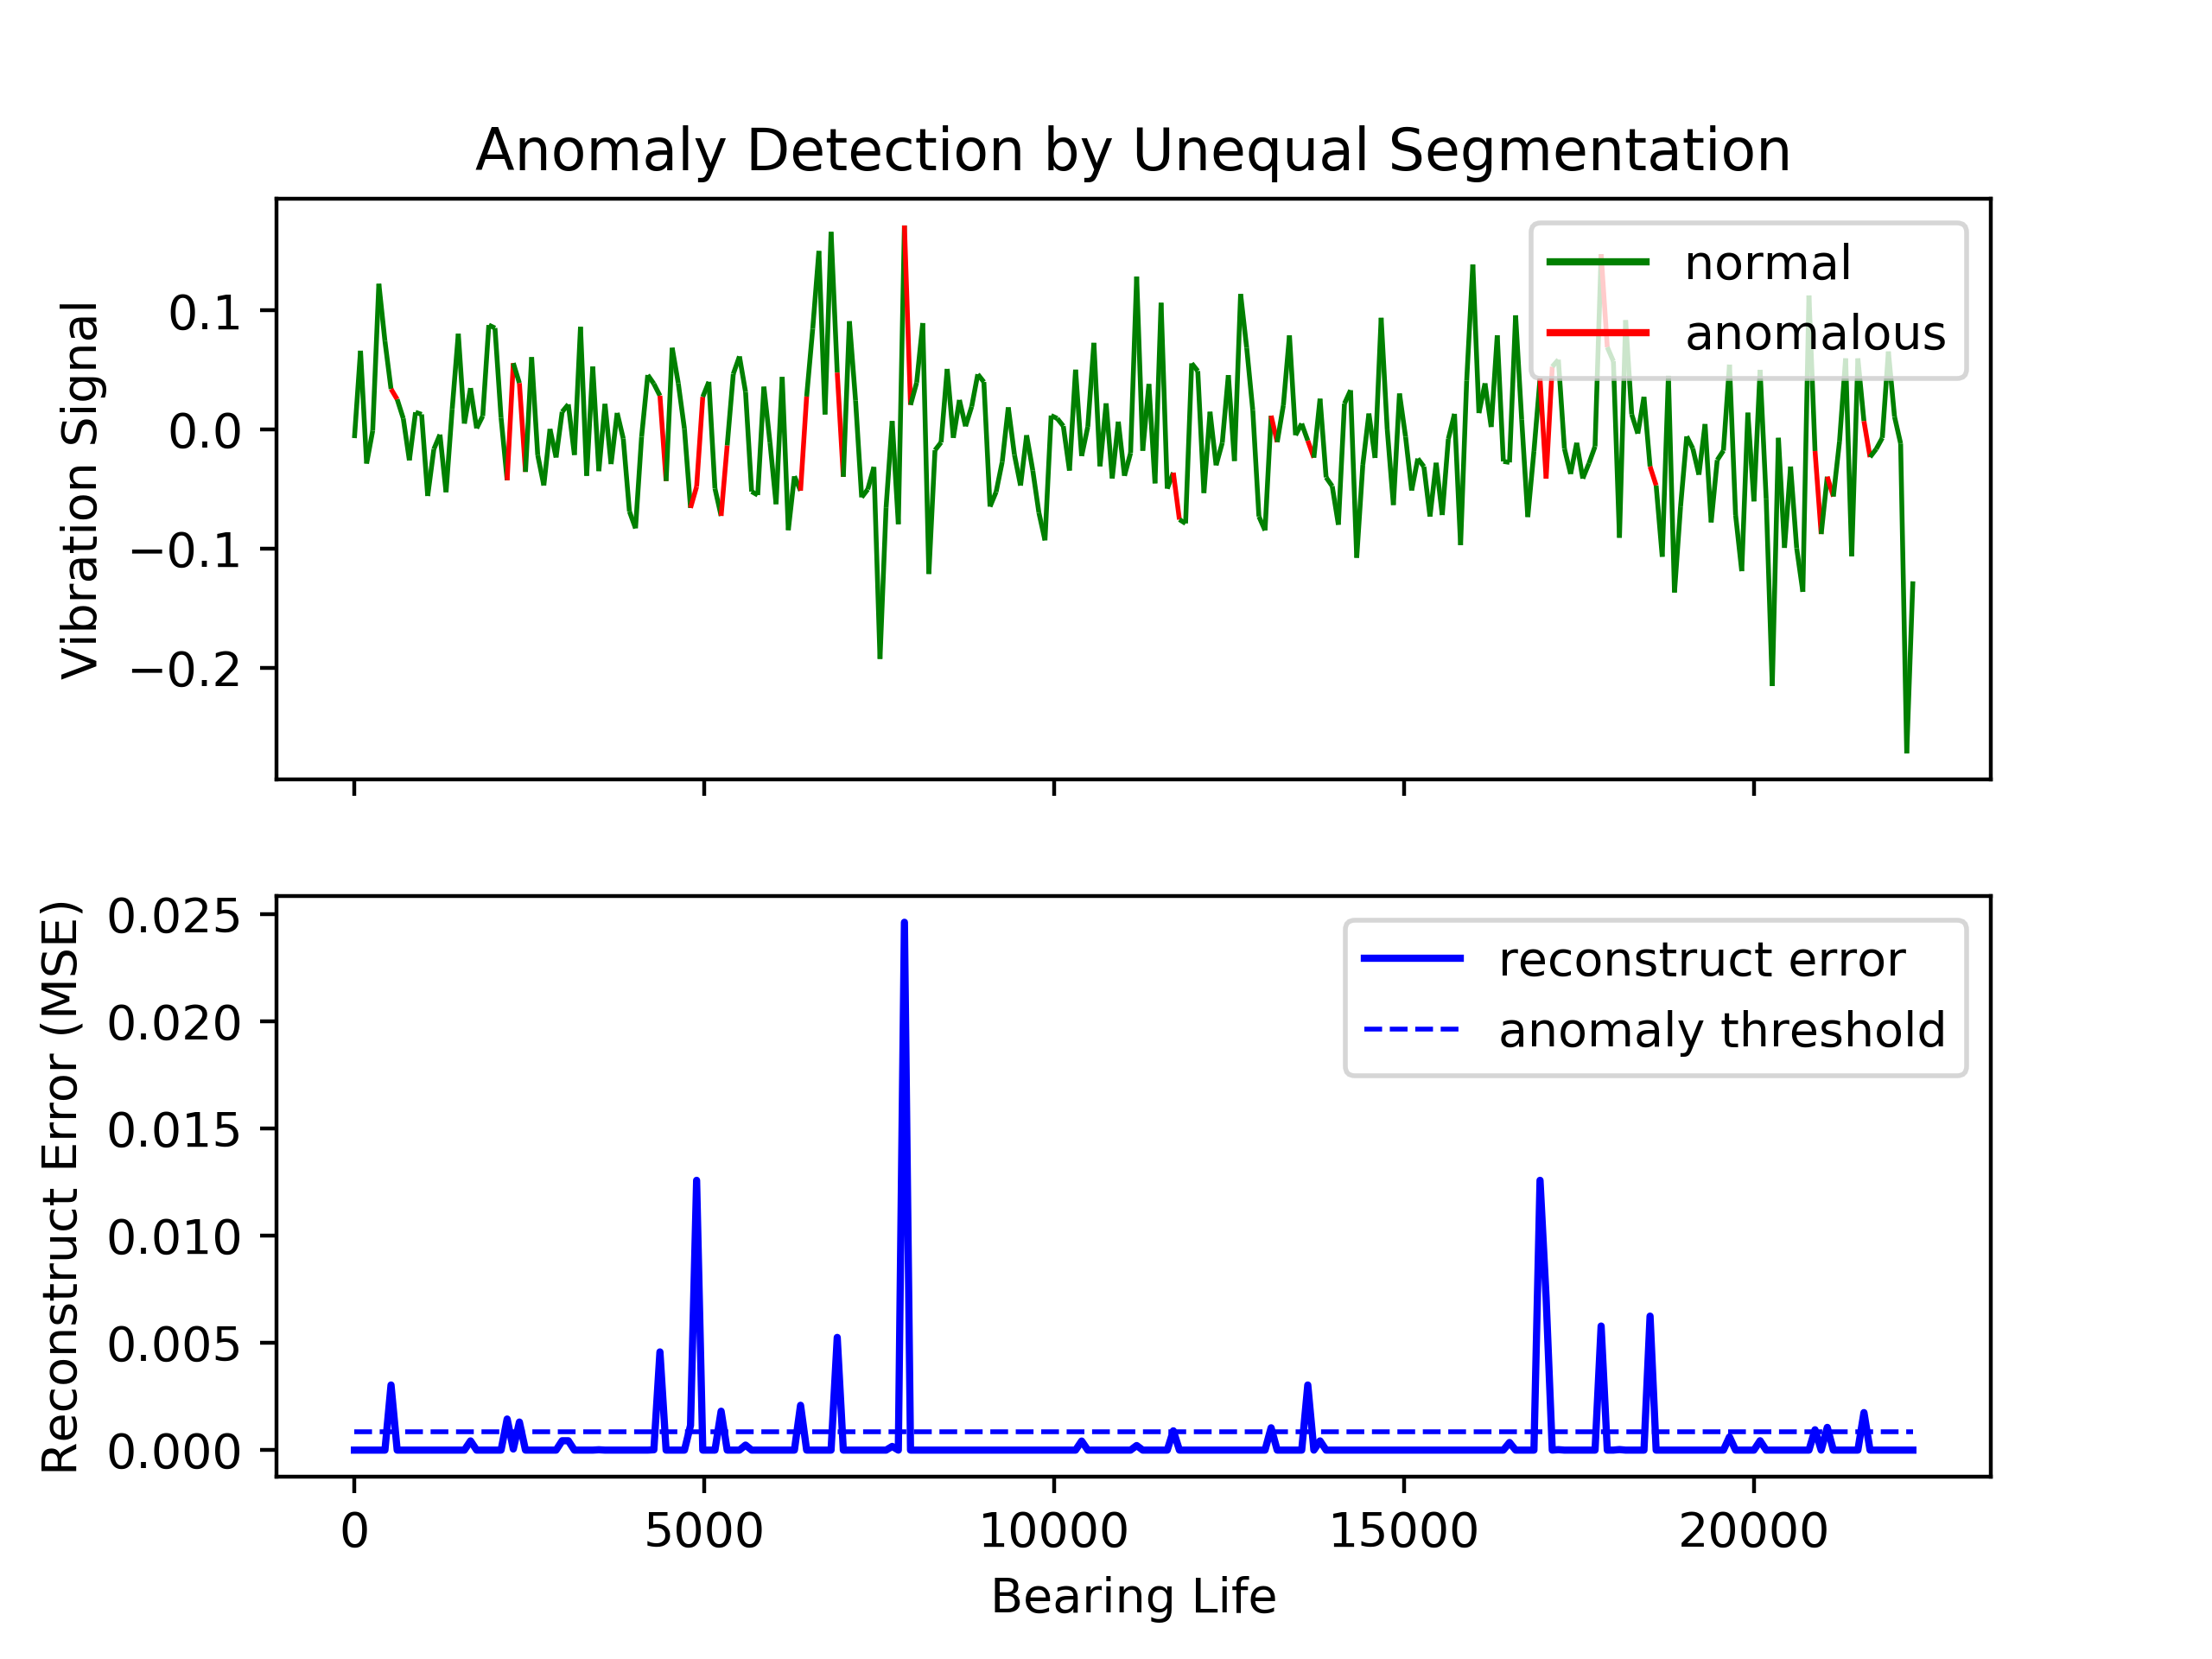 Anomaly Detection by Unequal Segmentation
Vibration Signal
0.1
0.0
−0.1
−0.2
normal
anomalous
Reconstruct Error (MSE)
0.025
0.020
0.015
0.010
0.005
0.000
reconstruct error
anomaly threshold
0 5000 10000 15000 20000
Bearing Life